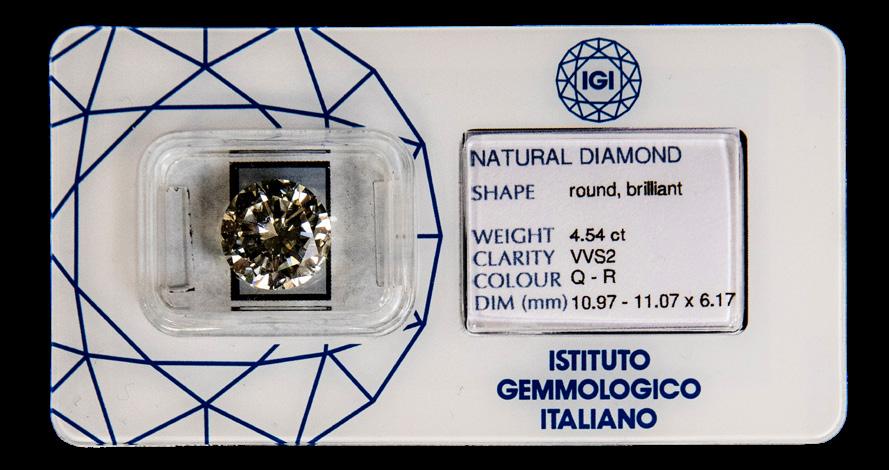 IGI
NATURAL DIAMOND
SHAPE round, brilliant
WEIGHT 4.54 ct
CLARITY VVS2
COLOUR Q - R
DIM (mm) 10.97 - 11.07 x 6.17
ISTITUTO
GEMMOLOGICO
ITALIANO